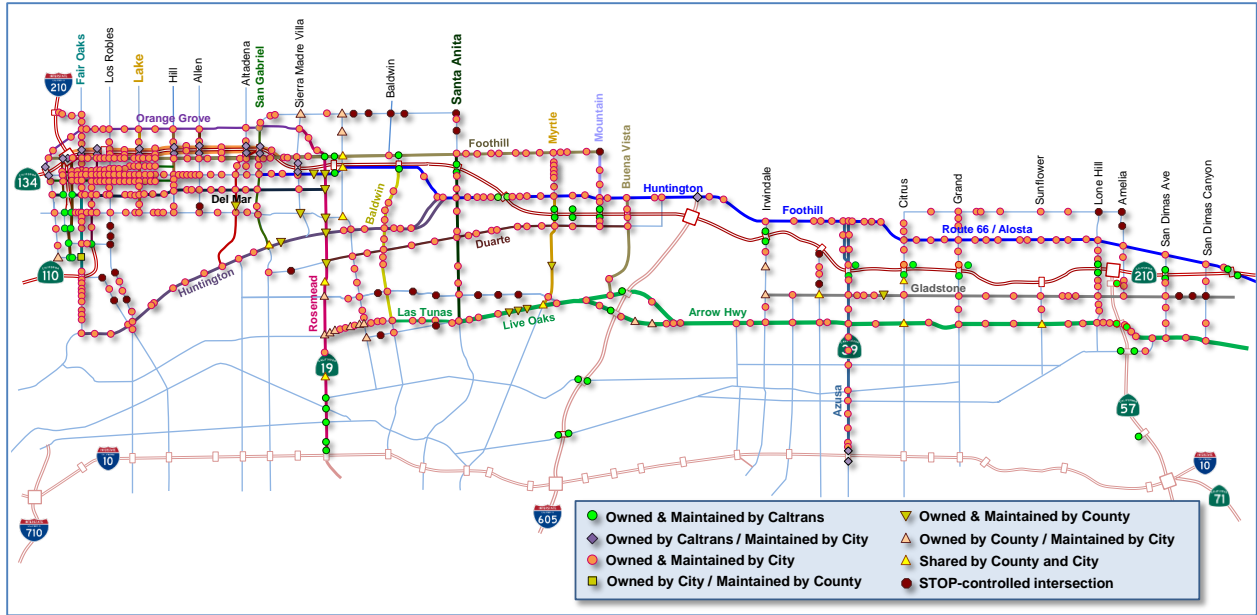 Fair Oaks
Los Robles
Lake
Hill
Allen
Altadena
San Gabriel
Sierra Madre Villa
Baldwin
Santa Anita
Myrtle
Mountain
Buena Vista
Irwindale
Citrus
Grand
Sunflower
Lone Hill
Amelia
San Dimas Ave
San Dimas Canyon
210
Orange Grove
Foothill
134
Del Mar
Baldwin
Huntington
Foothill
Route 66 / Alosta
Duarte
110
Huntington
210
Gladstone
Rosemead
Las Tunas
Live Oaks
Arrow Hwy
39
19
Azusa
57
10
10
71
710
605
Owned & Maintained by Caltrans
Owned by Caltrans / Maintained by City
Owned & Maintained by City
Owned by City / Maintained by County
Owned & Maintained by County
Owned by County / Maintained by City
Shared by County and City
STOP-controlled intersection